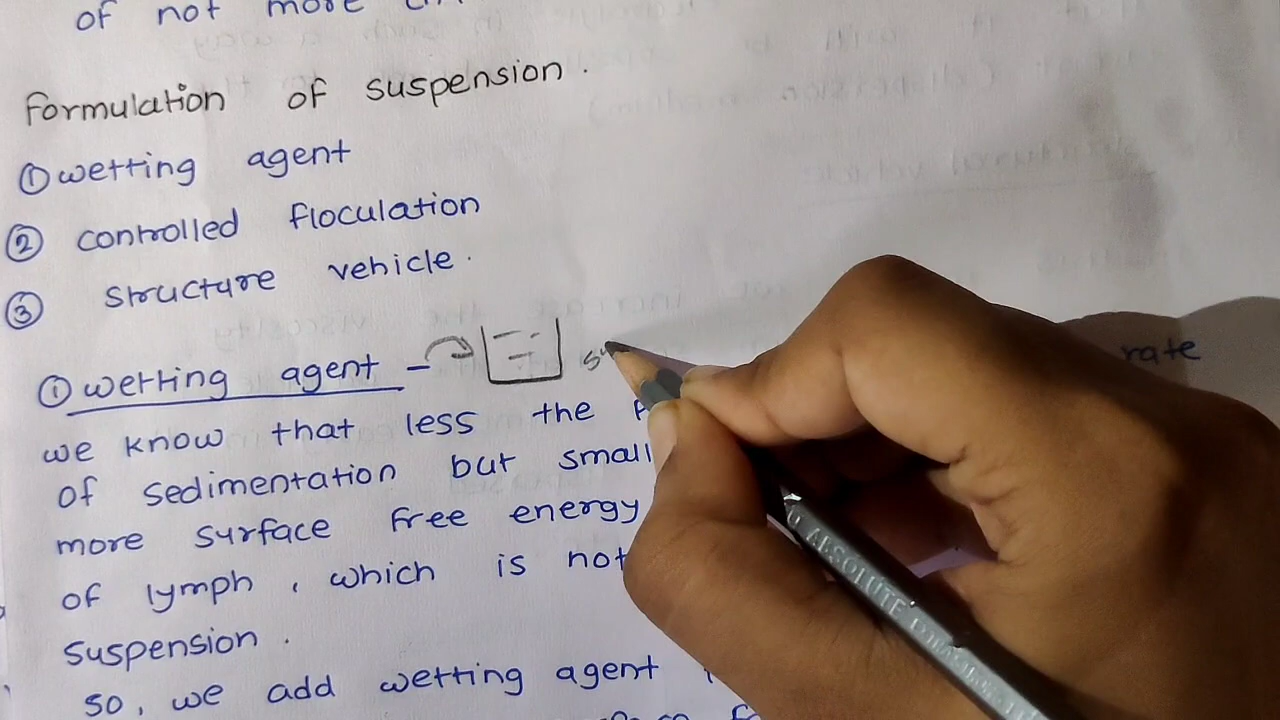 of not more
Formulation of suspension.
① wetting agent
② controlled floculation
③ structure vehicle.
① wetting agent -
rate
we know that less the
of sedimentation but small
more surface free energy
of lymph, which is not
suspension.
so, we add wetting agent
ABSOLUTE